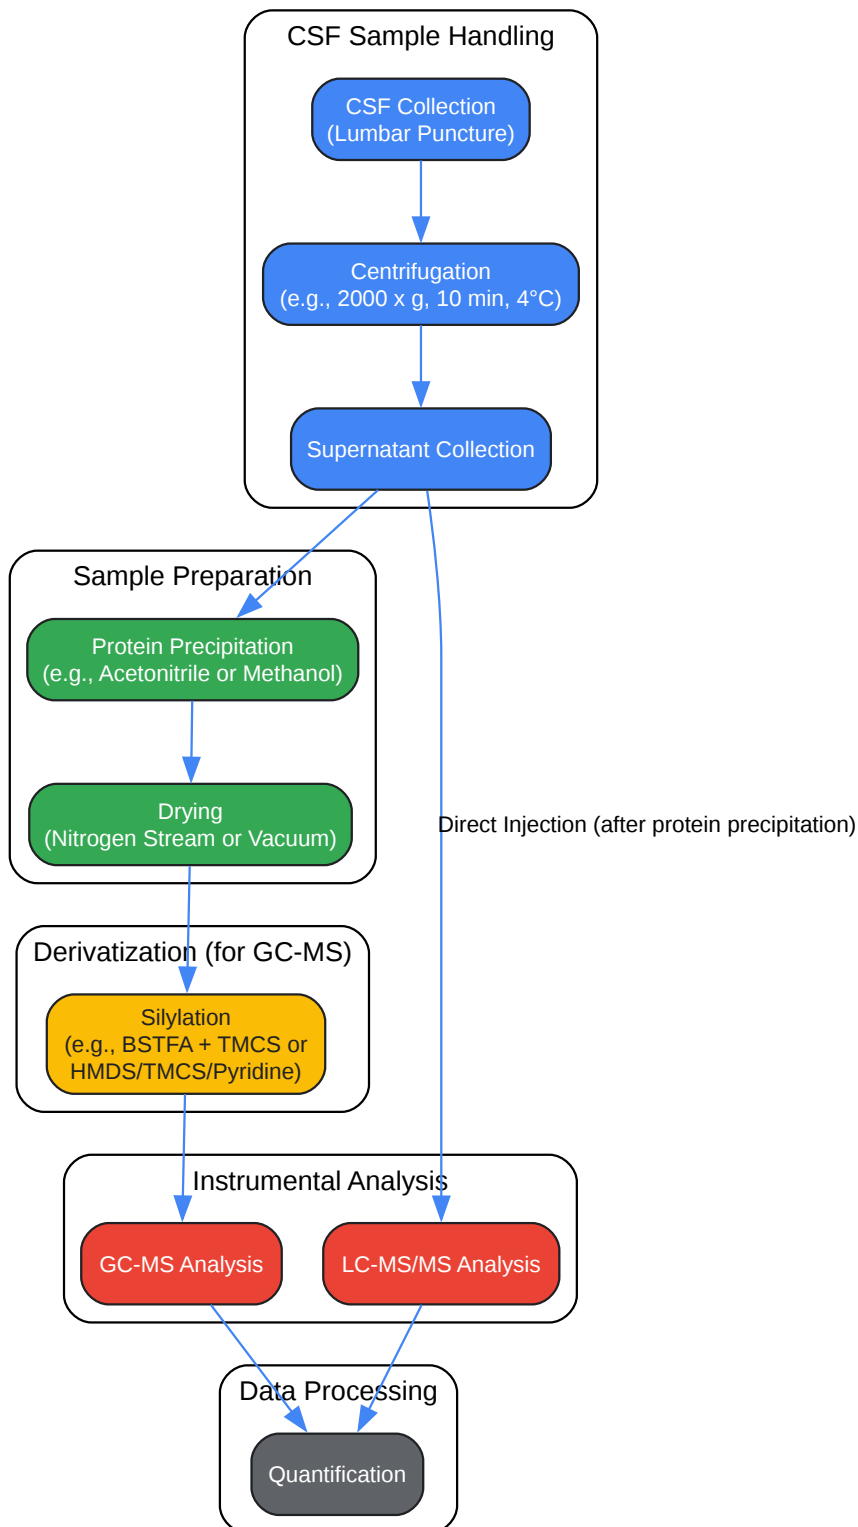 CSF Sample Handling
CSF Collection
(Lumbar Puncture)
Centrifugation
(e.g., 2000 x g, 10 min, 4°C)
Supernatant Collection
Sample Preparation
Protein Precipitation
(e.g., Acetonitrile or Methanol)
Drying
(Nitrogen Stream or Vacuum)
Direct Injection (after protein precipitation)
Derivatization (for GC-MS)
Silylation
(e.g., BSTFA + TMCS or
HMDS/TMCS/Pyridine)
Instrumental Analysis
GC-MS Analysis
LC-MS/MS Analysis
Data Processing
Quantification